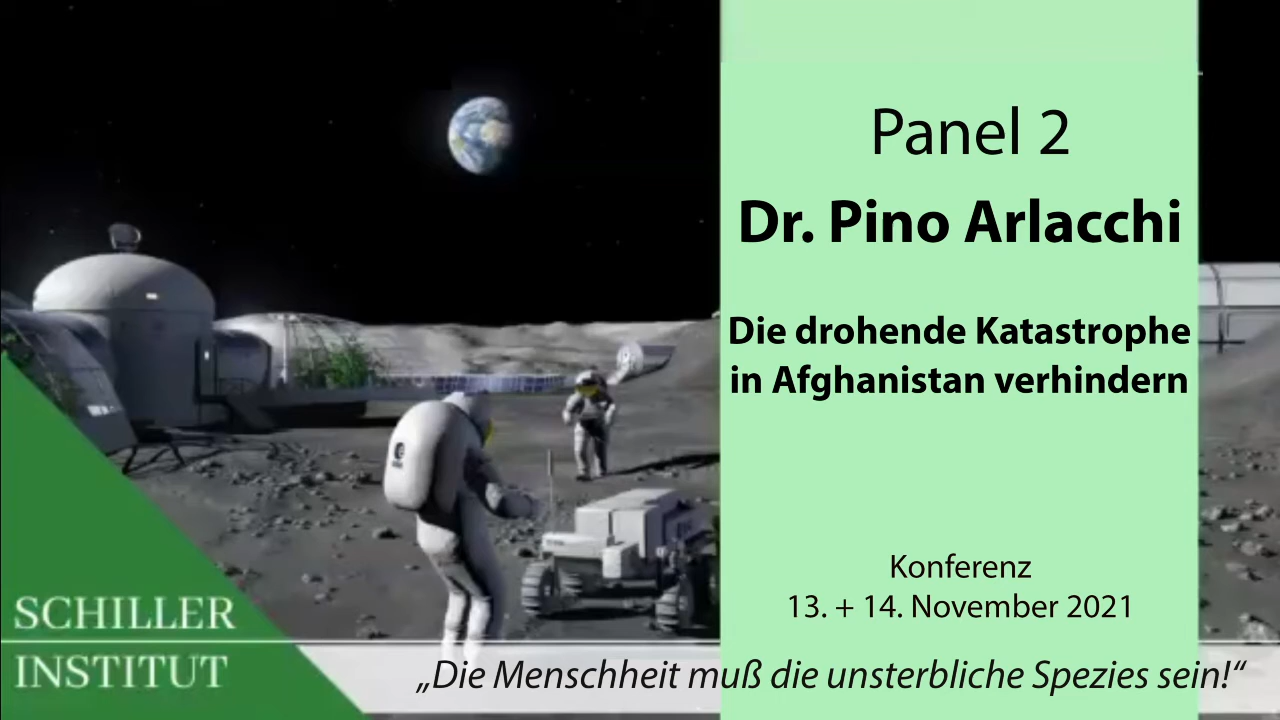 Panel 2
Dr. Pino Arlacchi
Die drohende Katastrophe
in Afghanistan verhindern
Konferenz
13. + 14. November 2021
SCHILLER
INSTITUT
„Die Menschheit muß die unsterbliche Spezies sein!“